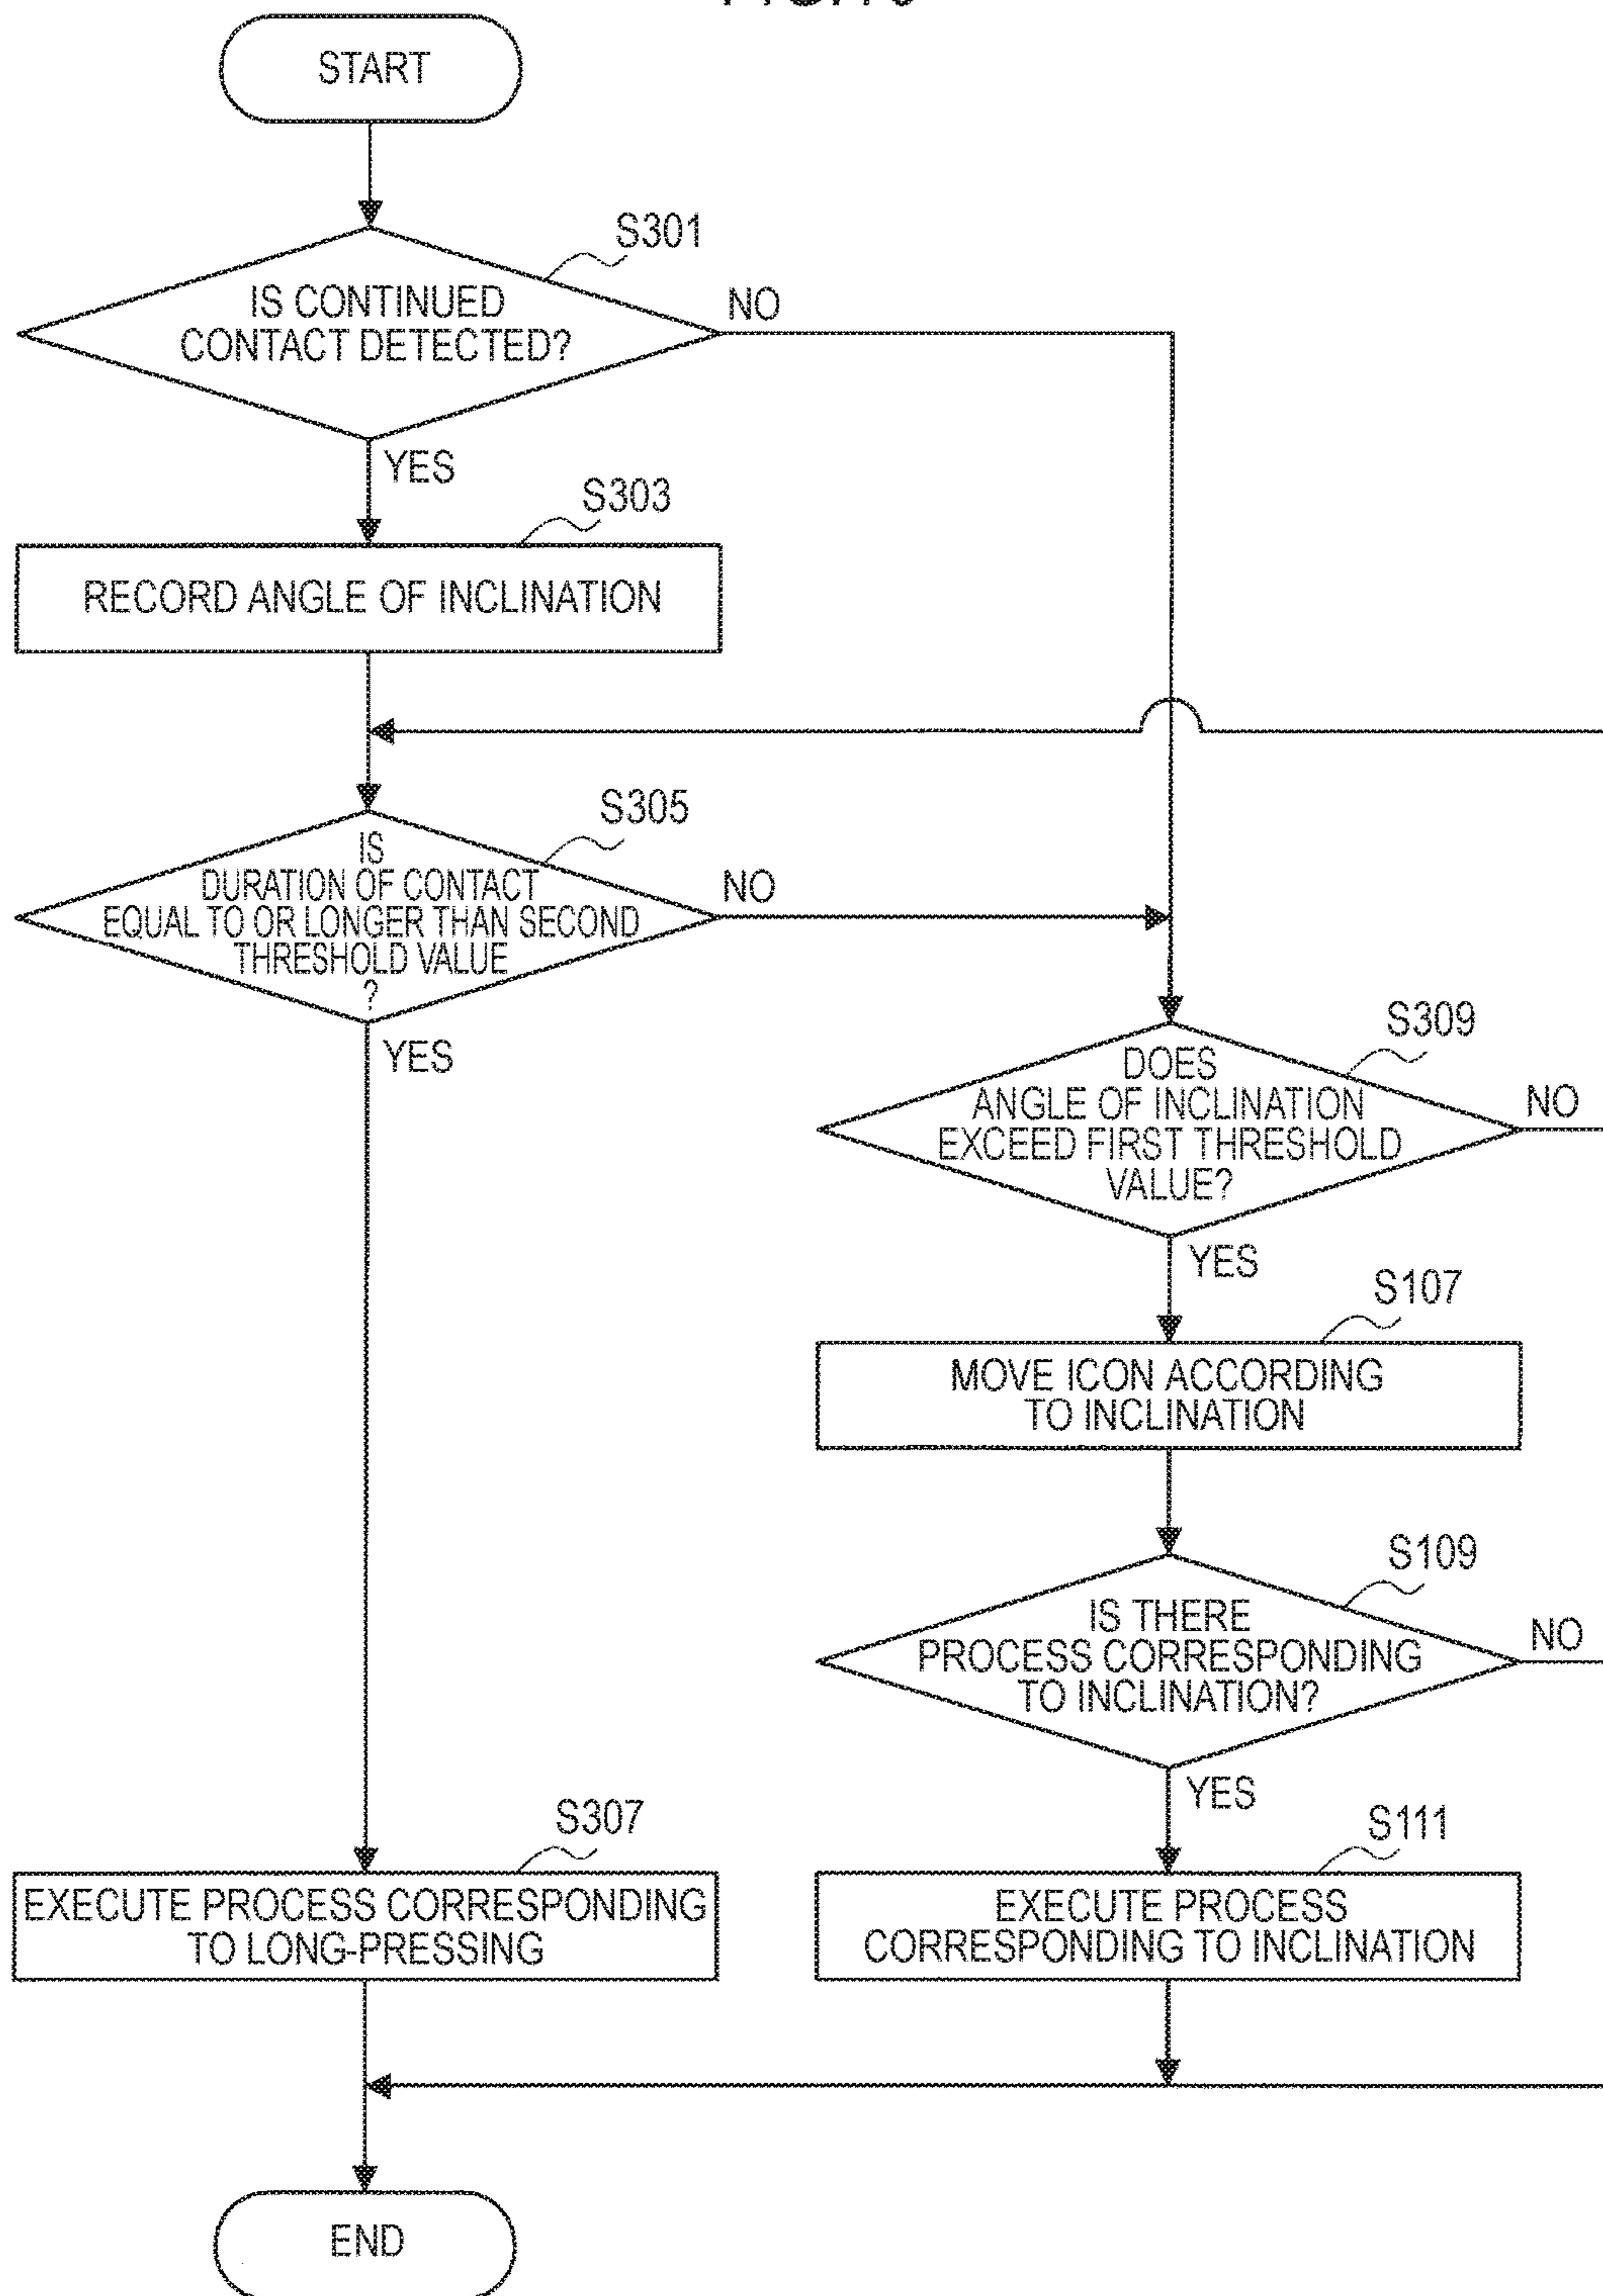 START
S301
IS CONTINUED
CONTACT DETECTED?
NO
YES
S303
RECORD ANGLE OF INCLINATION
S305
IS
DURATION OF CONTACT
EQUAL TO OR LONGER THAN SECOND
THRESHOLD VALUE
?
NO
YES
S309
DOES
ANGLE OF INCLINATION
EXCEED FIRST THRESHOLD
VALUE?
NO
YES
S107
MOVE ICON ACCORDING
TO INCLINATION
S109
IS THERE
PROCESS CORRESPONDING
TO INCLINATION?
NO
YES
S307
EXECUTE PROCESS CORRESPONDING
TO LONG-PRESSING
S111
EXECUTE PROCESS
CORRESPONDING TO INCLINATION
END